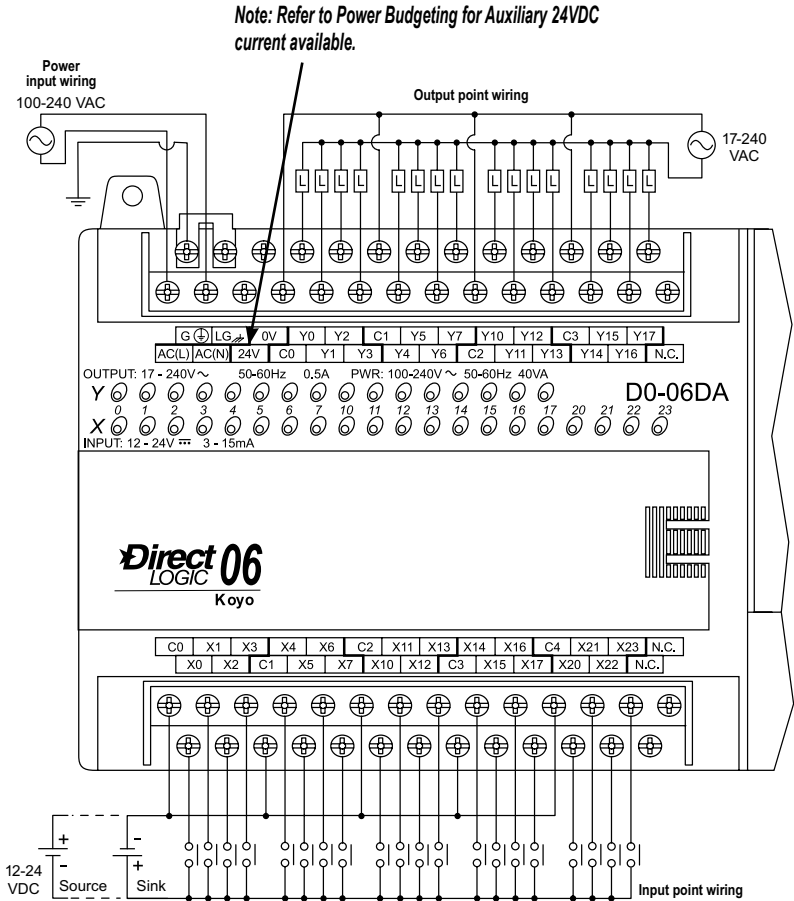 Note: Refer to Power Budgeting for Auxiliary 24VDC
current available.
Power
input wiring
100-240 VAC
Output point wiring
17-240
VAC
L L L L L L L L L L L L L L L L
G LG 0V Y0 Y2 C1 Y5 Y7 Y10 Y12 C3 Y15 Y17
AC(L) AC(N) 24V C0 Y1 Y3 Y4 Y6 C2 Y11 Y13 Y14 Y16 N.C.
OUTPUT: 17 - 240V∼ 50-60Hz 0.5A PWR: 100-240V∼ 50-60Hz 40VA
Y D0-06DA
0 1 2 3 4 5 6 7 10 11 12 13 14 15 16 17 20 21 22 23
X
INPUT: 12 - 24V ⎓ 3 - 15mA
Direct
LOGIC 06
Koyo
C0 X1 X3 X4 X6 C2 X11 X13 X14 X16 C4 X21 X23 N.C.
X0 X2 C1 X5 X7 X10 X12 C3 X15 X17 X20 X22 N.C.
+ -
- +
12-24
VDC
Source Sink
Input point wiring